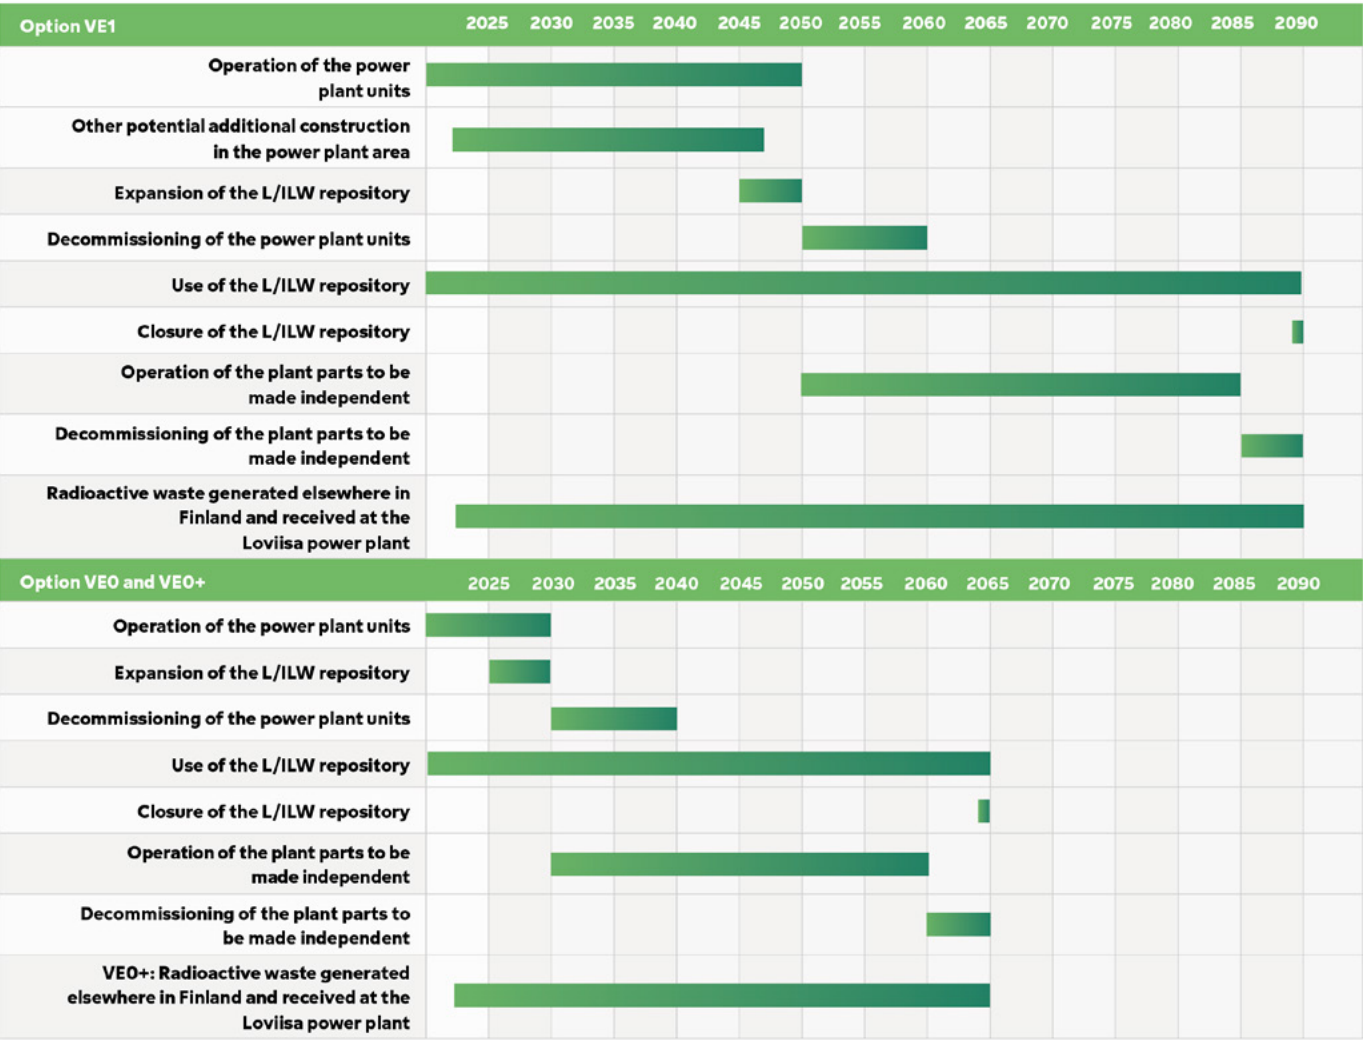 Option VE1 2025 2030 2035 2040 2045 2050 2055 2060 2065 2070 2075 2080 2085 2090
Operation of the power
plant units
Other potential additional construction
in the power plant area
Expansion of the L/ILW repository
Decommissioning of the power plant units
Use of the L/ILW repository
Closure of the L/ILW repository
Operation of the plant parts to be
made independent
Decommissioning of the plant parts to be
made independent
Radioactive waste generated elsewhere in
Finland and received at the
Loviisa power plant
Option VE0 and VE0+ 2025 2030 2035 2040 2045 2050 2055 2060 2065 2070 2075 2080 2085 2090
Operation of the power plant units
Expansion of the L/ILW repository
Decommissioning of the power plant units
Use of the L/ILW repository
Closure of the L/ILW repository
Operation of the plant parts to be
made independent
Decommissioning of the plant parts to
be made independent
VE0+: Radioactive waste generated
elsewhere in Finland and received at the
Loviisa power plant